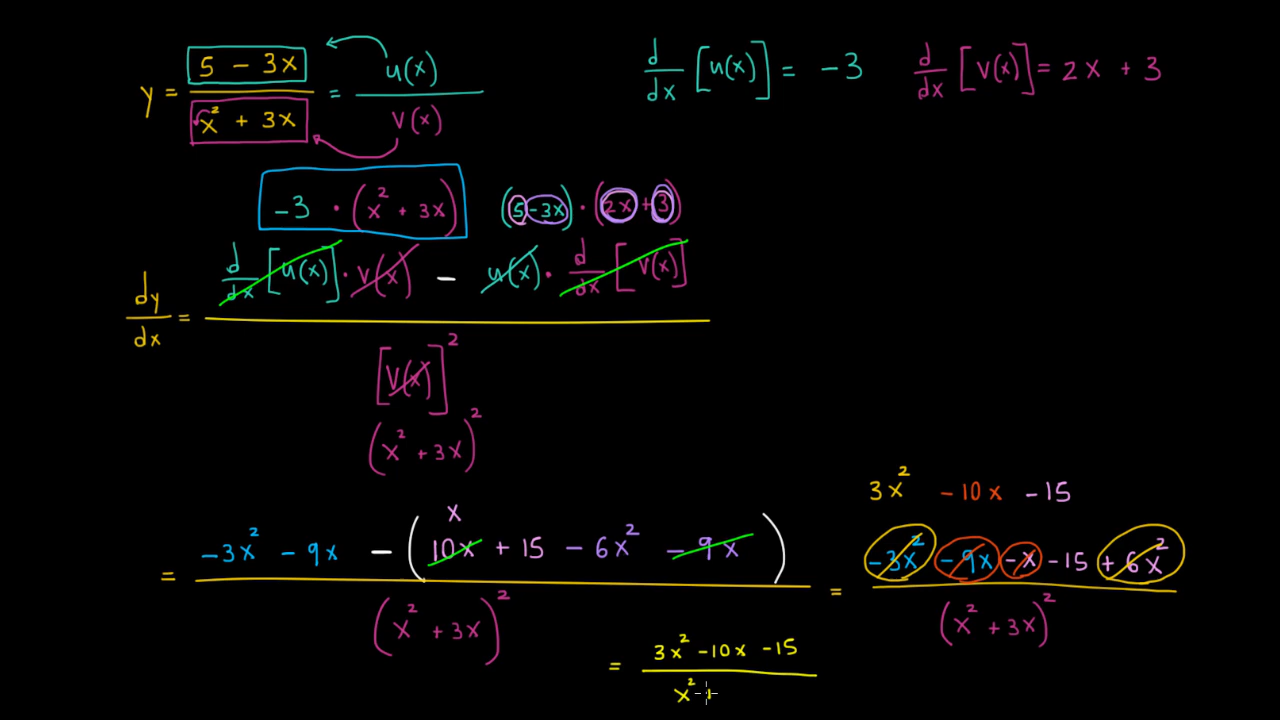 y = (5 - 3x)/(x² + 3x) = u(x)/v(x)
d/dx [u(x)] = -3
d/dx [v(x)] = 2x + 3
-3 · (x² + 3x) (5-3x) · (2x+3)
dy/dx = (d/dx [u(x)] · v(x) - u(x) · d/dx [v(x)])/[v(x)]²
(x² + 3x)²
3x² -10x -15
x
= (-3x² - 9x - (10x + 15 - 6x² - 9x))/(x² + 3x)² = (-3x² -9x -x -15 +6x²)/(x² + 3x)²
= (3x² -10x -15)/(x² +